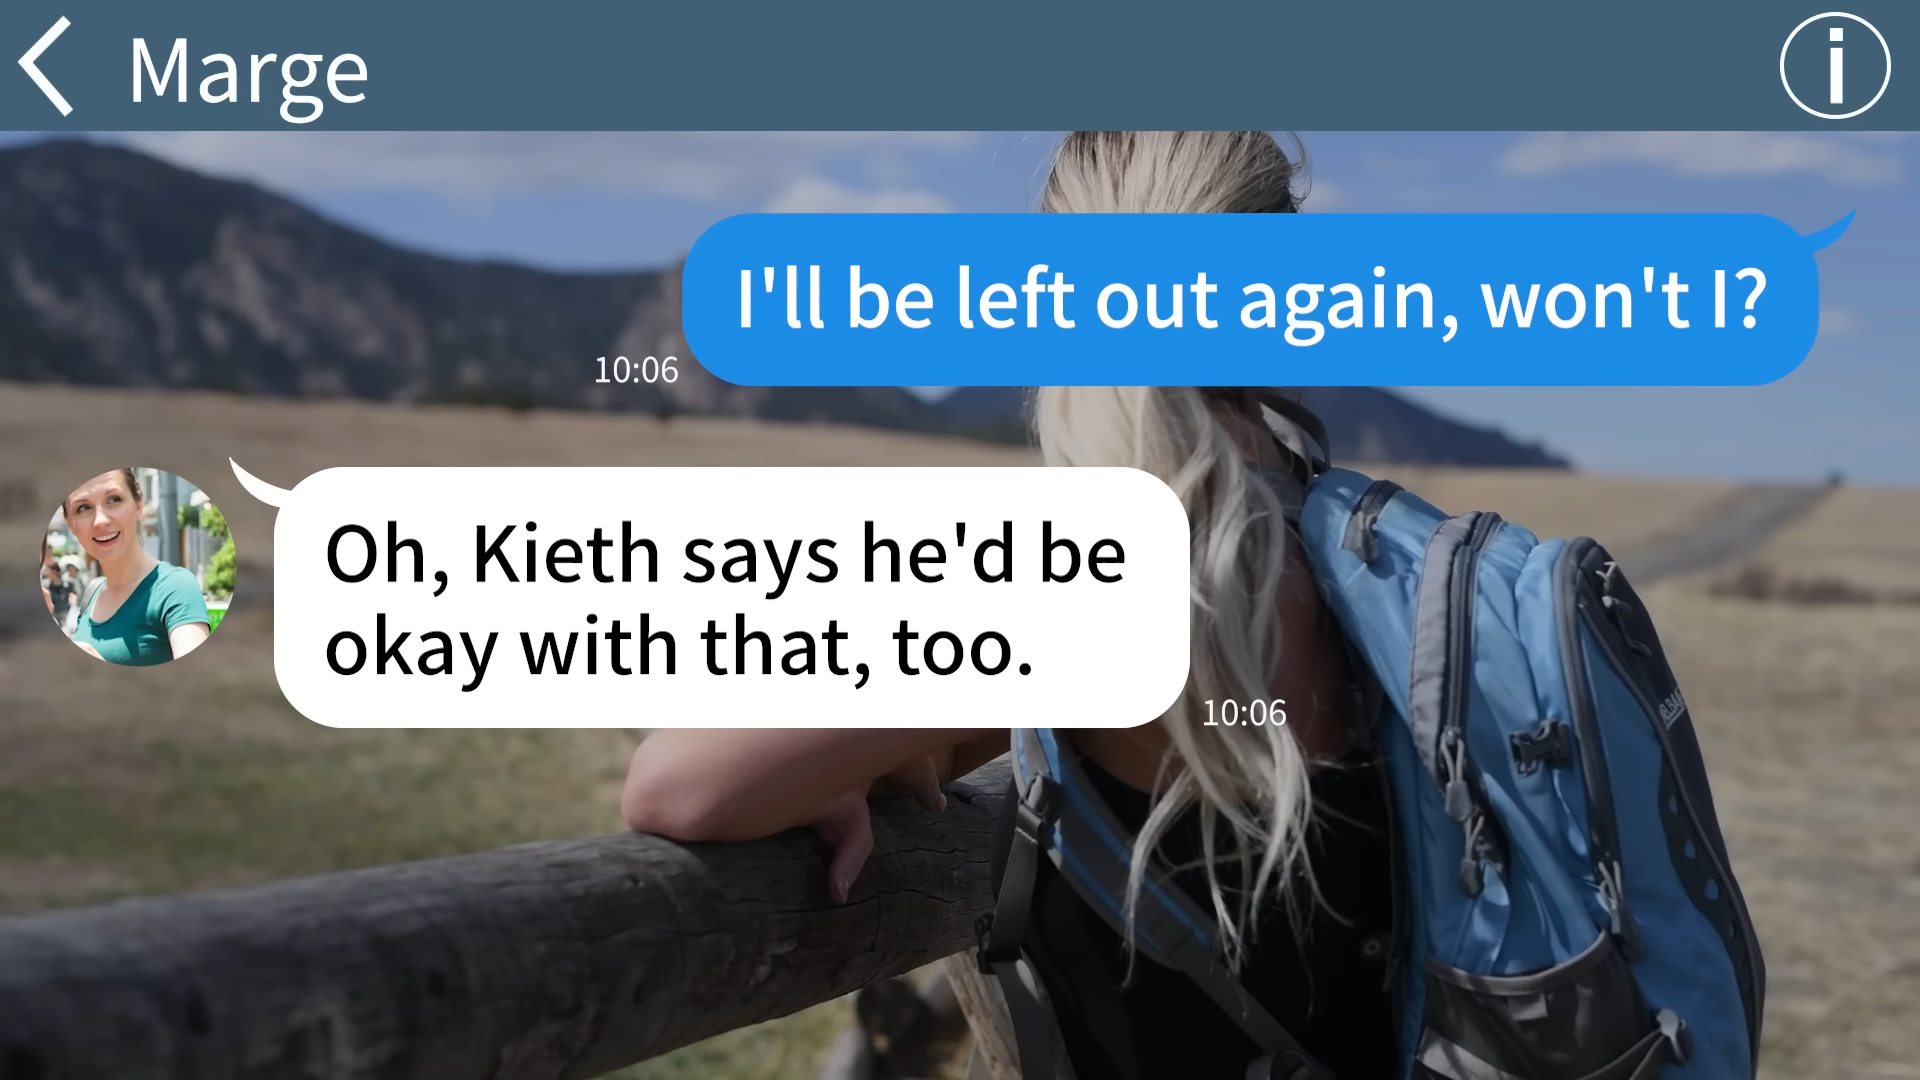 Marge
I'll be left out again, won't I?
10:06
Oh, Kieth says he'd be
okay with that, too.
10:06